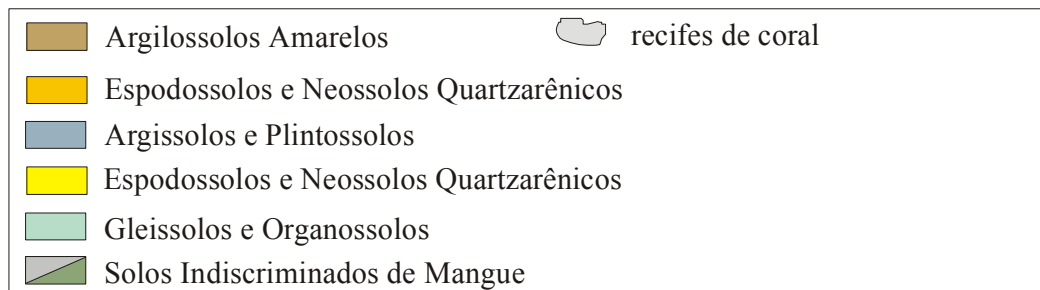 Argilossolos Amarelos
recifes de coral
Espodossolos e Neossolos Quartzarênicos
Argissolos e Plintossolos
Espodossolos e Neossolos Quartzarênicos
Gleissolos e Organossolos
Solos Indiscriminados de Mangue